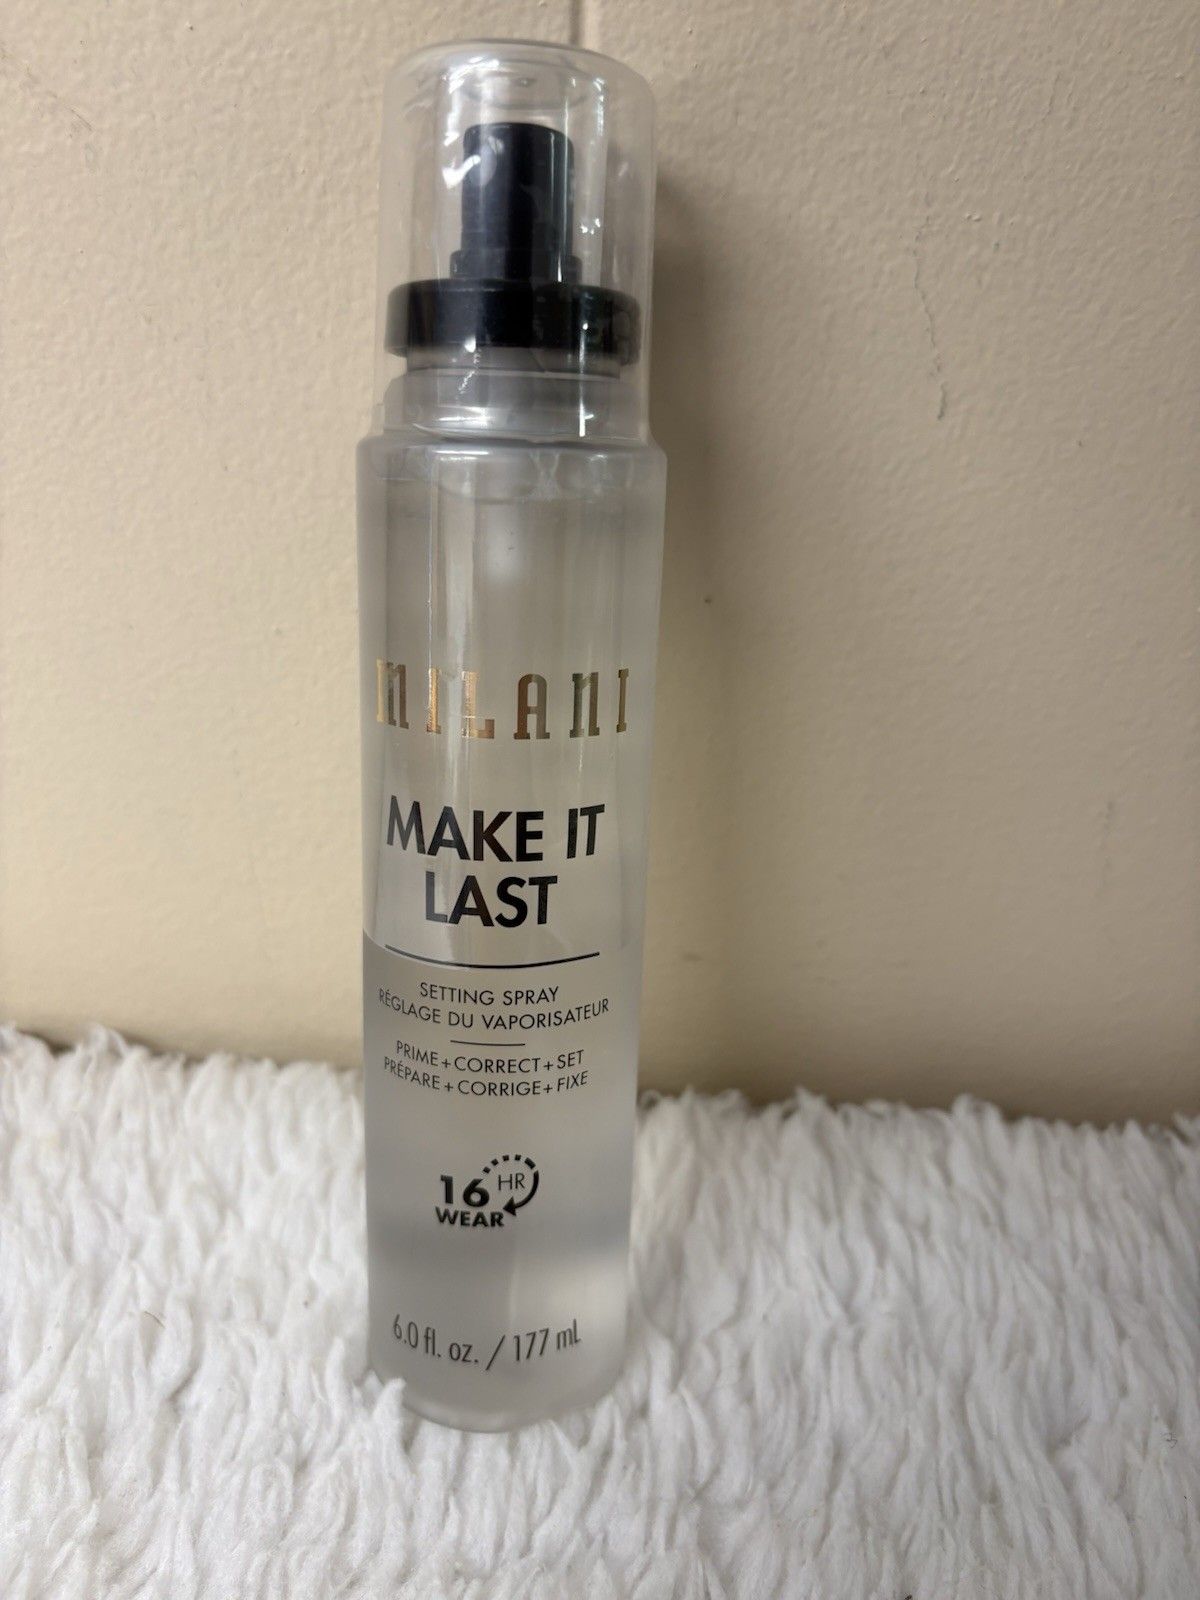 MILANI
MAKE IT
LAST
SETTING SPRAY
RÉGLAGE DU VAPORISATEUR
PRIME+CORRECT+SET
PRÉPARE+CORRIGE+FIXE
16 HR
WEAR
6.0 fl. oz. / 177 mL